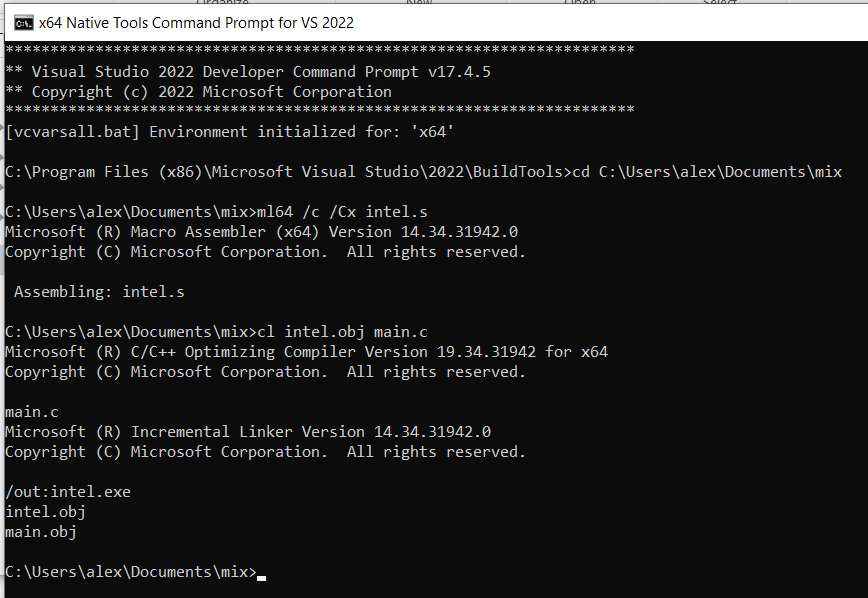 Organize New Open Select
x64 Native Tools Command Prompt for VS 2022
**********************************************************************
** Visual Studio 2022 Developer Command Prompt v17.4.5
** Copyright (c) 2022 Microsoft Corporation
**********************************************************************
[vcvarsall.bat] Environment initialized for: 'x64'
C:\Program Files (x86)\Microsoft Visual Studio\2022\BuildTools>cd C:\Users\alex\Documents\mix
C:\Users\alex\Documents\mix>ml64 /c /Cx intel.s
Microsoft (R) Macro Assembler (x64) Version 14.34.31942.0
Copyright (C) Microsoft Corporation.  All rights reserved.
 Assembling: intel.s
C:\Users\alex\Documents\mix>cl intel.obj main.c
Microsoft (R) C/C++ Optimizing Compiler Version 19.34.31942 for x64
Copyright (C) Microsoft Corporation.  All rights reserved.
main.c
Microsoft (R) Incremental Linker Version 14.34.31942.0
Copyright (C) Microsoft Corporation.  All rights reserved.
/out:intel.exe
intel.obj
main.obj
C:\Users\alex\Documents\mix>